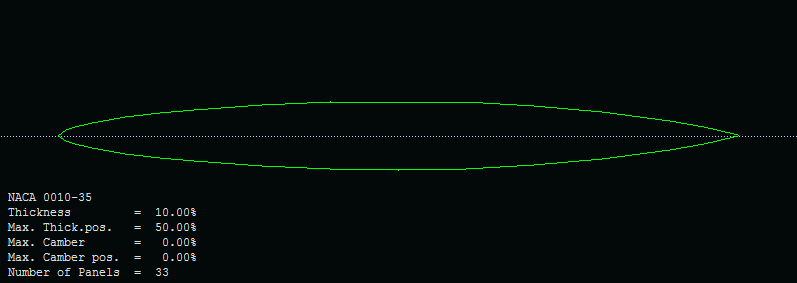 NACA 0010-35
Thickness = 10.00%
Max. Thick.pos. = 50.00%
Max. Camber = 0.00%
Max. Camber pos. = 0.00%
Number of Panels = 33